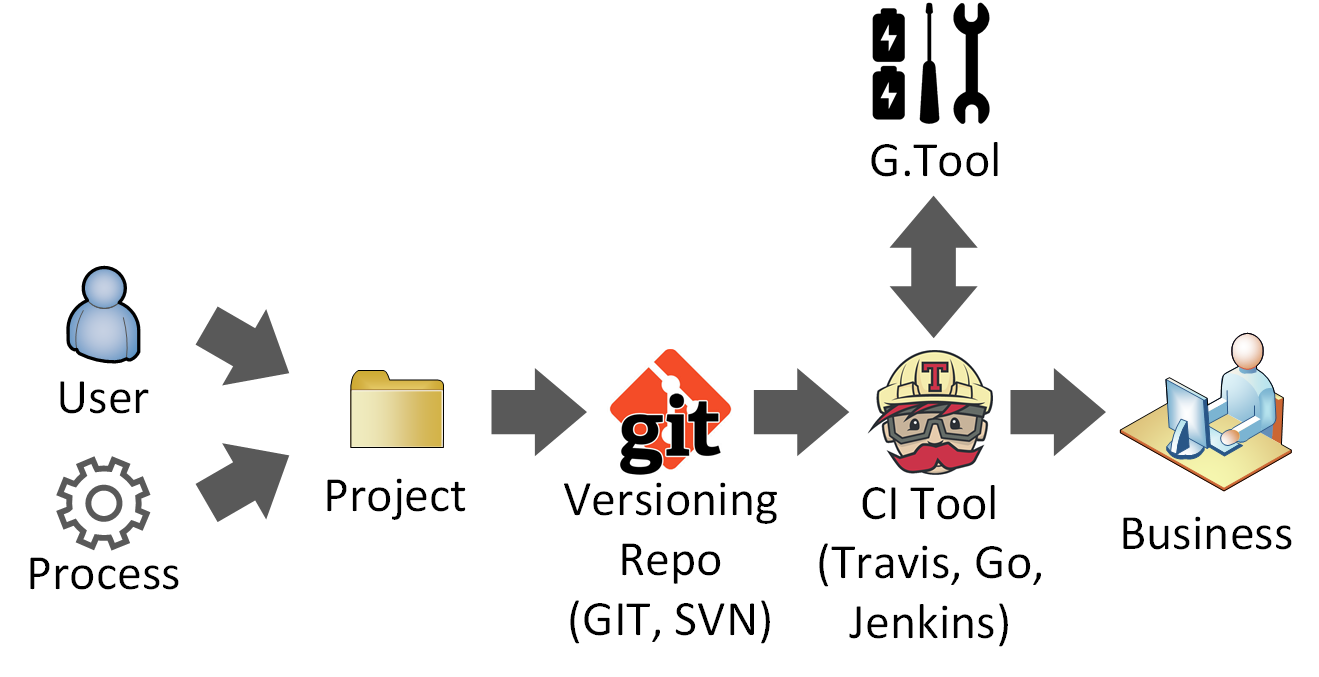 G.Tool
User
Process
Project
git
Versioning
Repo
(GIT, SVN)
T
CI Tool
(Travis, Go,
Jenkins)
Business